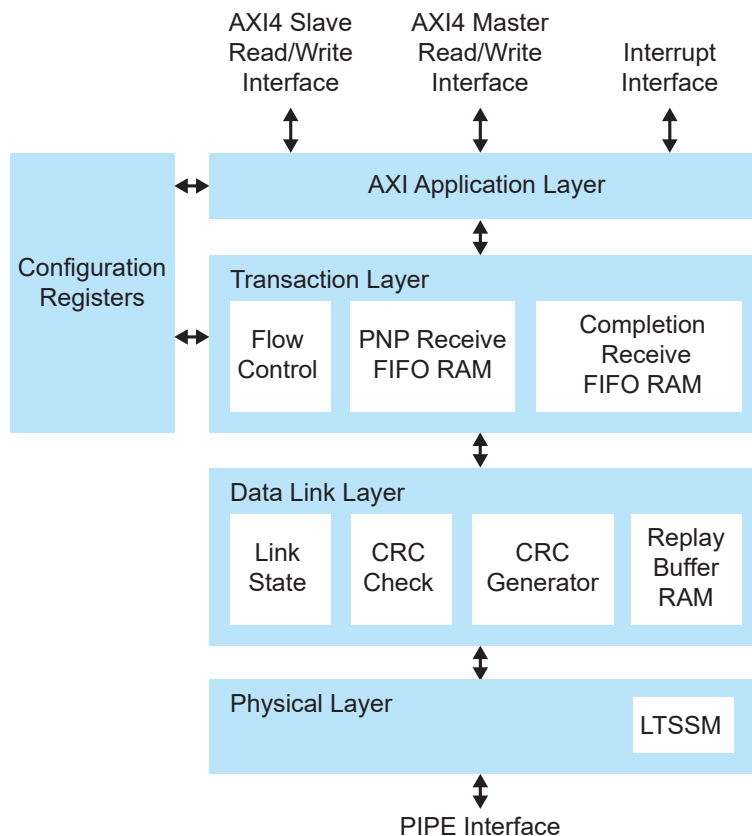 AXI4 Slave
Read/Write
Interface
AXI4 Master
Read/Write
Interface
Interrupt
Interface
AXI Application Layer
Configuration
Registers
Transaction Layer
Flow
Control
PNP Receive
FIFO RAM
Completion
Receive
FIFO RAM
Data Link Layer
Link
State
CRC
Check
CRC
Generator
Replay
Buffer
RAM
Physical Layer
LTSSM
PIPE Interface